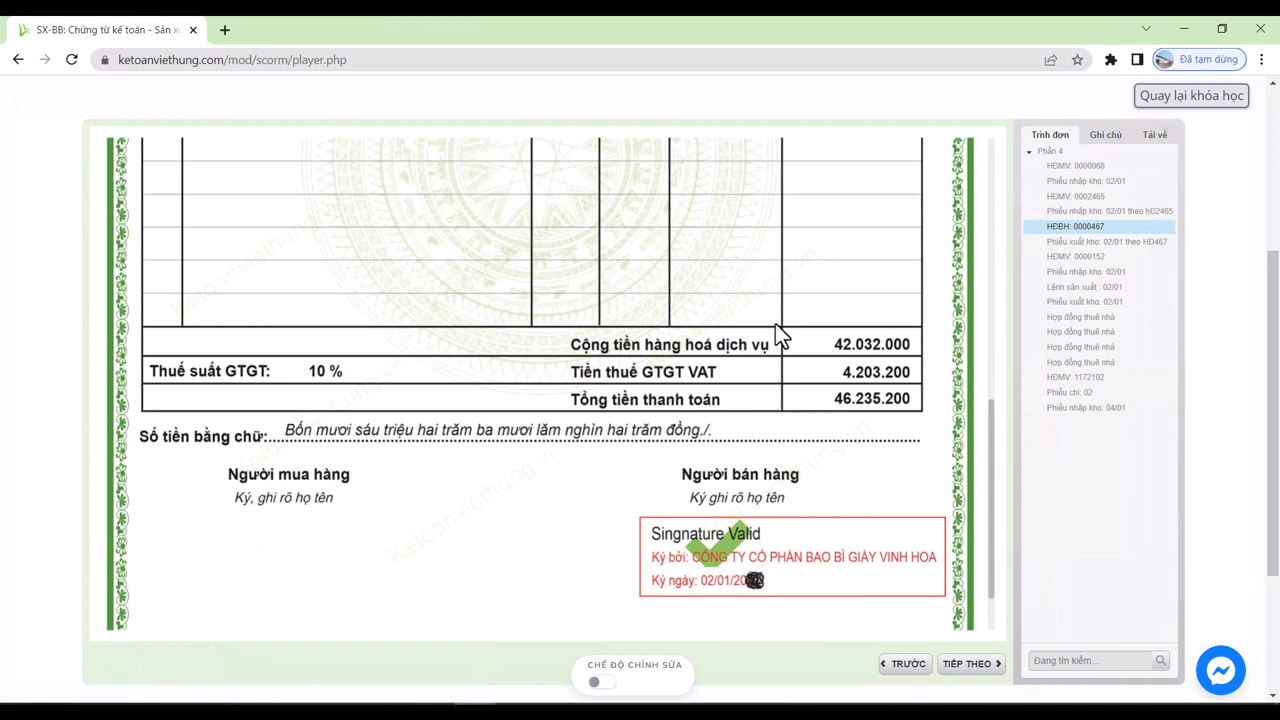 SX-BB: Chứng từ kế toán - Sản x
ketoanviethung.com/mod/scorm/player.php
Đã tạm dừng
Quay lại khóa học
Cộng tiền hàng hoá dịch vụ 42.032.000
Thuế suất GTGT: 10 % Tiền thuế GTGT VAT 4.203.200
Tổng tiền thanh toán 46.235.200
Số tiền bằng chữ: Bốn mươi sáu triệu hai trăm ba mươi lăm nghìn hai trăm đồng./.
Người mua hàng Người bán hàng
Ký, ghi rõ họ tên Ký ghi rõ họ tên
Singnature Valid
Ký bởi: CÔNG TY CỔ PHẦN BAO BÌ GIẤY VINH HOA
Ký ngày: 02/01/20
Ketoanviethung.vn
TRƯỚC TIẾP THEO
CHẾ ĐỘ CHỈNH SỬA
Trình đơn Ghi chú Tải về
Phần 4
HĐMV: 0000068
Phiếu nhập kho: 02/01
HĐMV: 0002465
Phiếu nhập kho: 02/01 theo hĐ2465
HĐBH: 0000467
Phiếu xuất kho: 02/01 theo HD467
HĐMV: 0000152
Phiếu nhập kho: 02/01
Lệnh sản xuất : 02/01
Phiếu xuất kho: 02/01
Hợp đồng thuê nhà
Hợp đồng thuê nhà
Hợp đồng thuê nhà
Hợp đồng thuê nhà
HĐMV: 1172102
Phiếu chi: 02
Phiếu nhập kho: 04/01
Đang tìm kiếm...